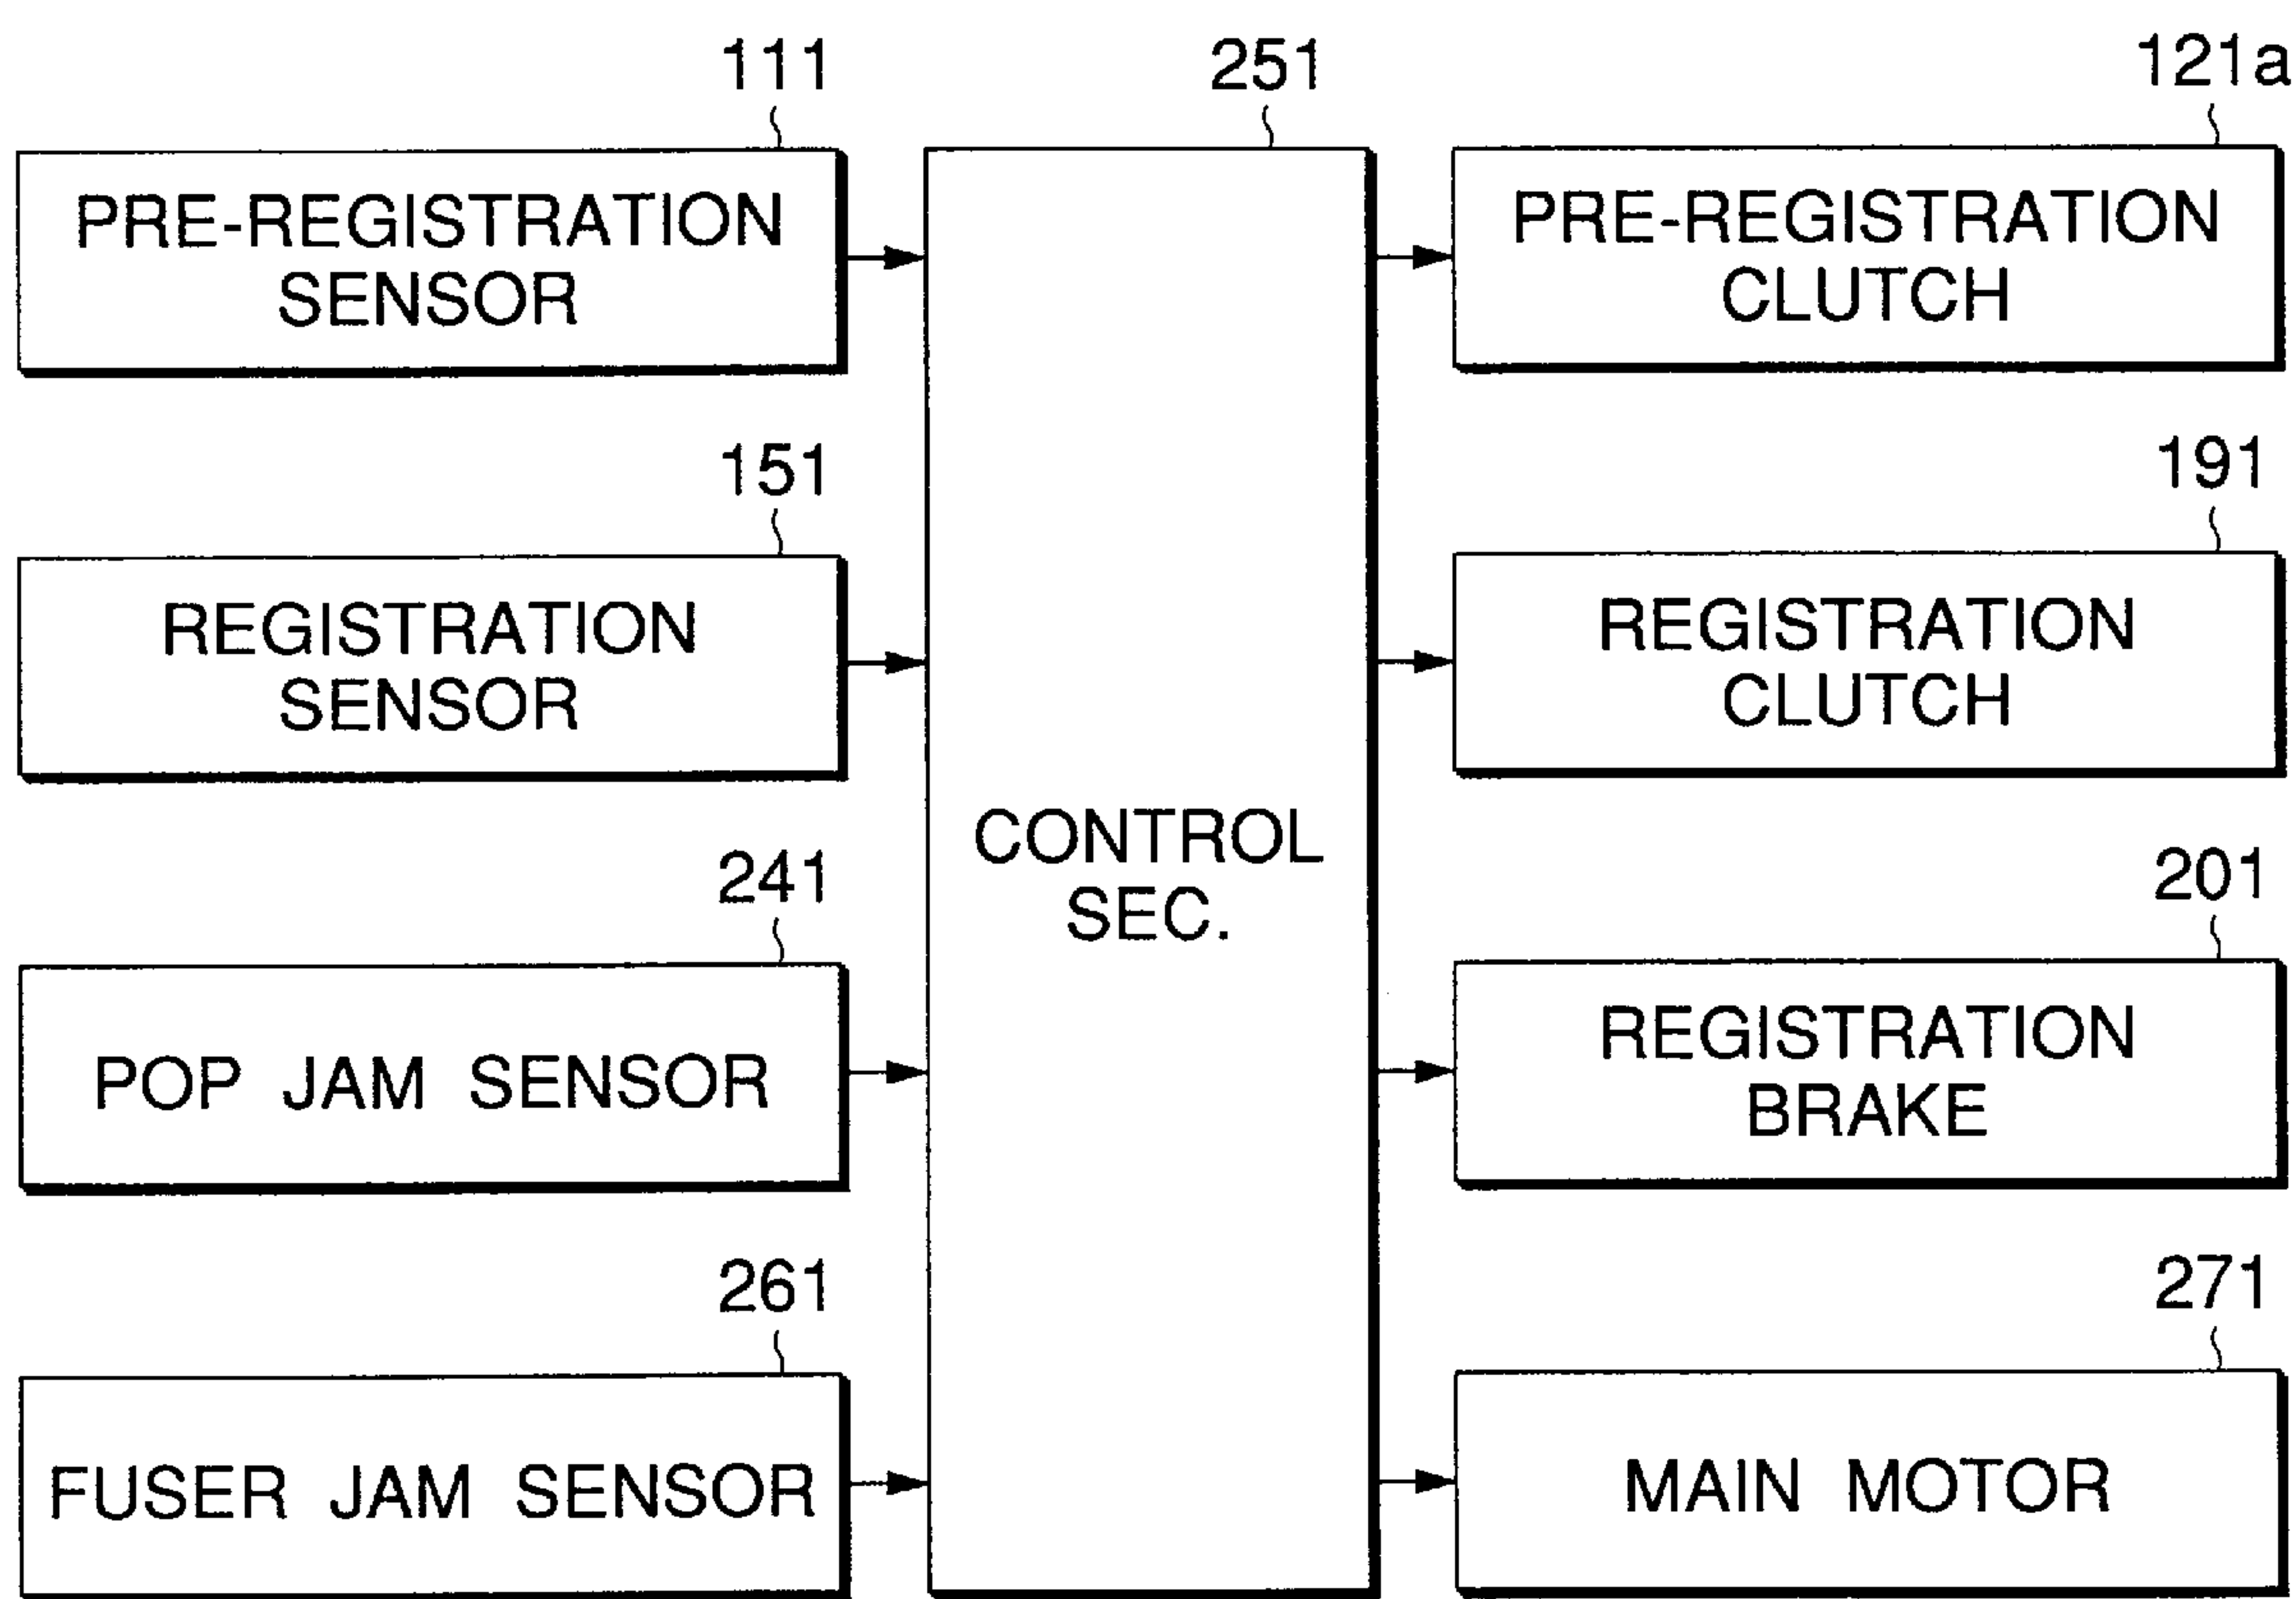 111
PRE-REGISTRATION
SENSOR
151
REGISTRATION
SENSOR
241
POP JAM SENSOR
261
FUSER JAM SENSOR
251
CONTROL
SEC.
121a
PRE-REGISTRATION
CLUTCH
191
REGISTRATION
CLUTCH
201
REGISTRATION
BRAKE
271
MAIN MOTOR